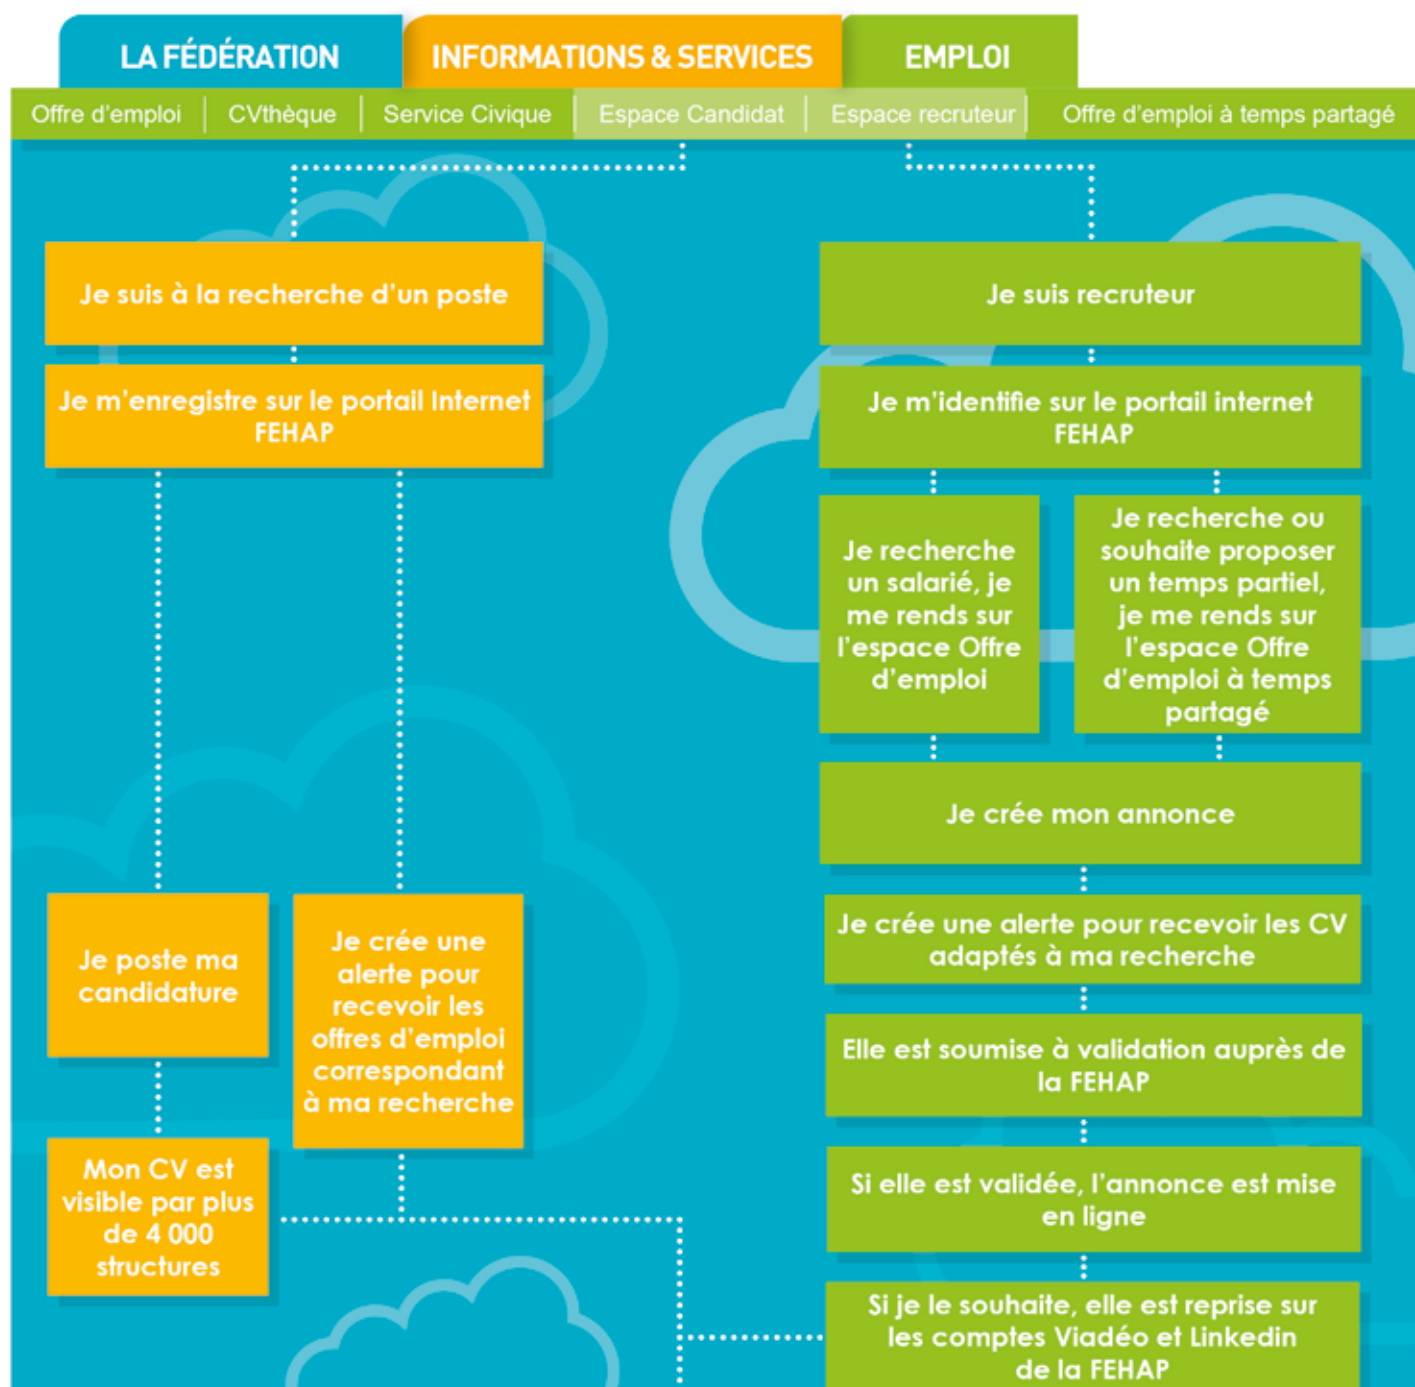 LA FÉDÉRATION
INFORMATIONS & SERVICES
EMPLOI
Offre d'emploi
CVthèque
Service Civique
Espace Candidat
Espace recruteur
Offre d'emploi à temps partagé
Je suis à la recherche d'un poste
Je m'enregistre sur le portail Internet
FEHAP
Je poste ma
candidature
Mon CV est
visible par plus
de 4 000
structures
Je crée une
alerte pour
recevoir les
offres d'emploi
correspondant
à ma recherche
Je suis recruteur
Je m'identifie sur le portail internet
FEHAP
Je recherche
un salarié, je
me rends sur
l'espace Offre
d'emploi
Je recherche ou
souhaite proposer
un temps partiel,
je me rends sur
l'espace Offre
d'emploi à temps
partagé
Je crée mon annonce
Je crée une alerte pour recevoir les CV
adaptés à ma recherche
Elle est soumise à validation auprès de
la FEHAP
Si elle est validée, l'annonce est mise
en ligne
Si je le souhaite, elle est reprise sur
les comptes Viadéo et Linkedin
de la FEHAP